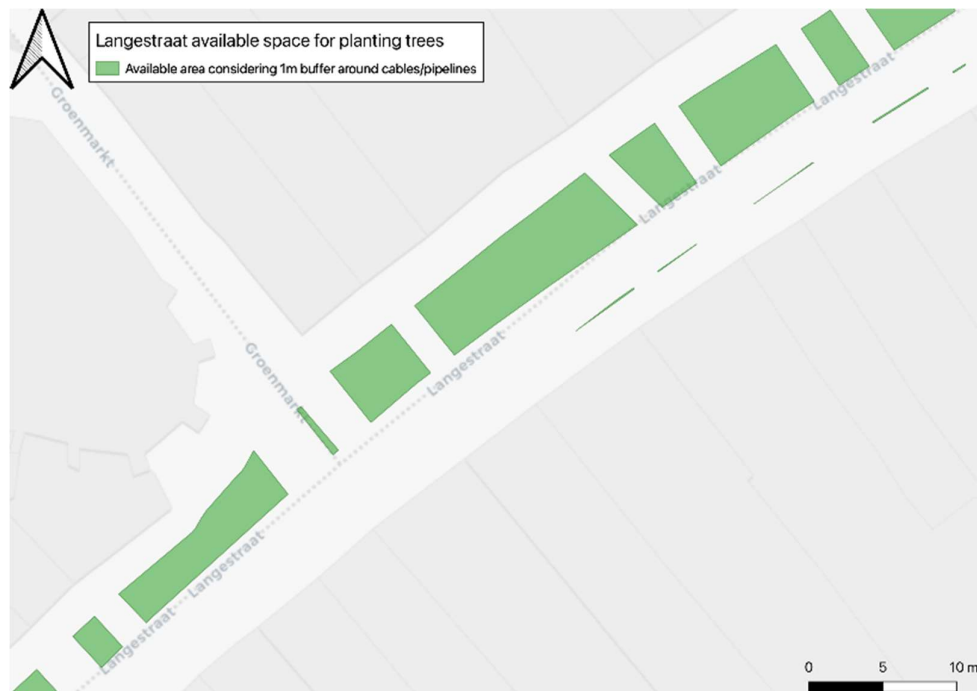 Langestraat available space for planting trees
Available area considering 1m buffer around cables/pipelines
Groenmarkt
Langestraat
Langestraat
Groenmarkt
Langestraat
Langestraat
Langestraat
0 5 10 m